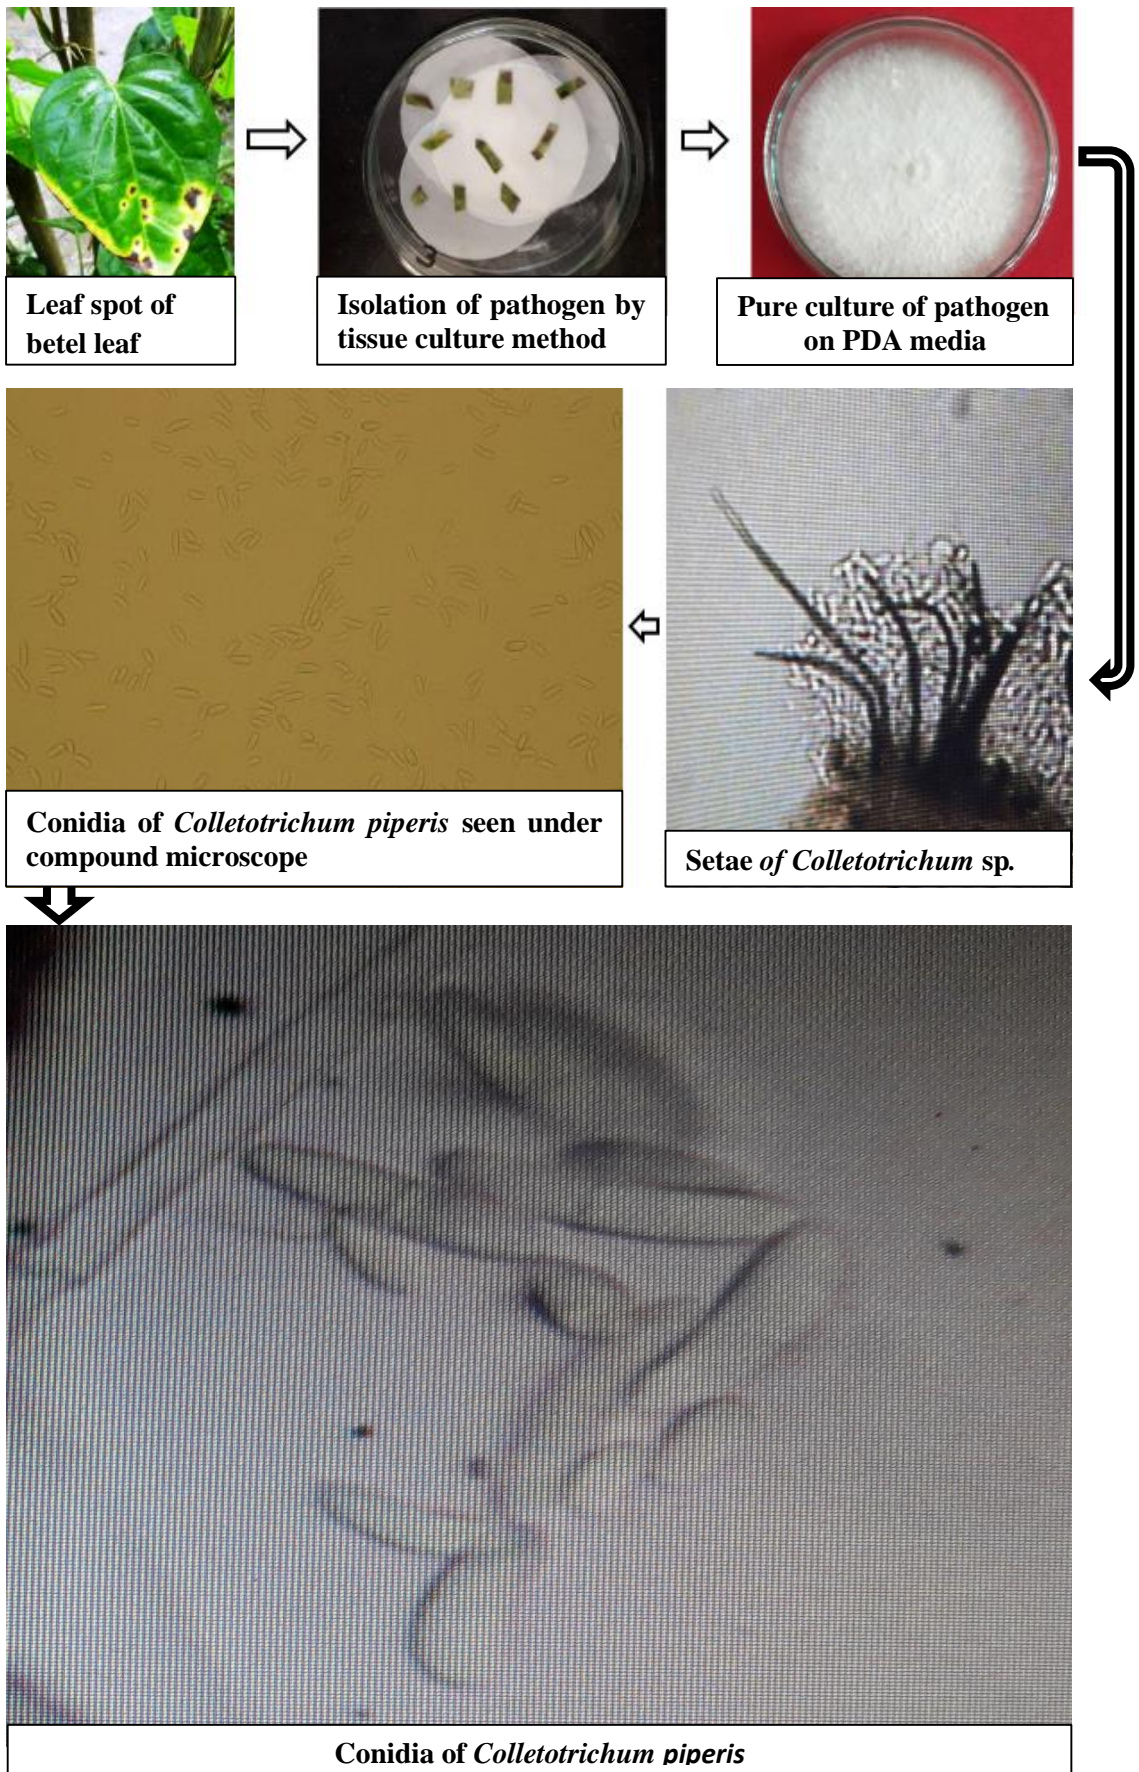 Leaf spot of
betel leaf
Isolation of pathogen by
tissue culture method
Pure culture of pathogen
on PDA media
Conidia of Colletotrichum piperis seen under
compound microscope
Setae of Colletotrichum sp.
Conidia of Colletotrichum piperis